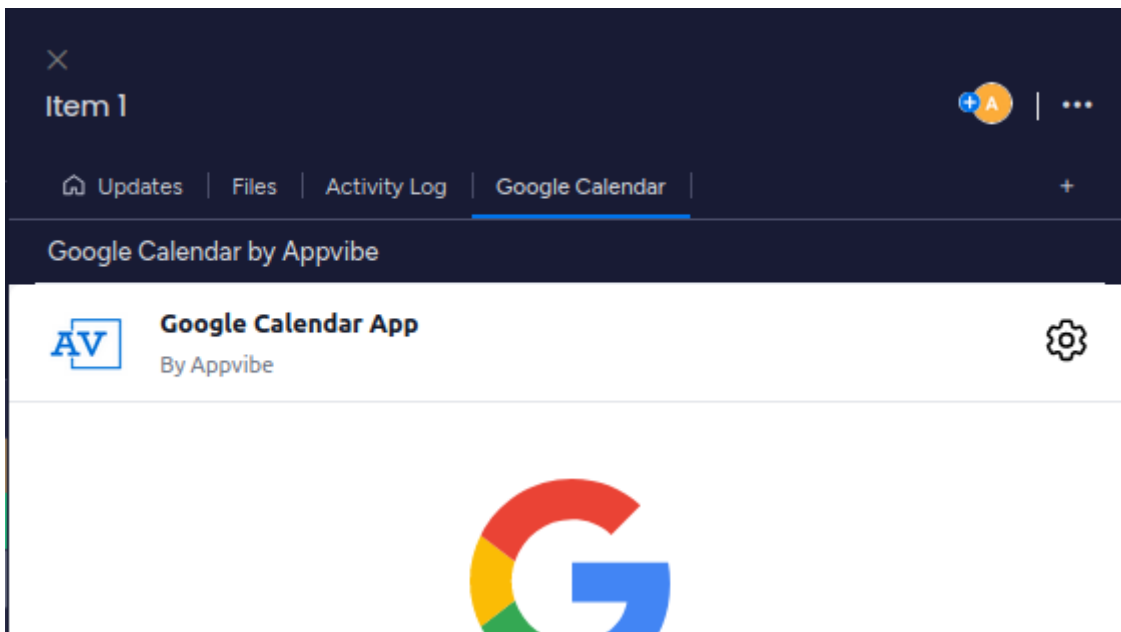 Item 1
A
Updates
Files
Activity Log
Google Calendar
Google Calendar by Appvibe
AV
Google Calendar App
By Appvibe
G